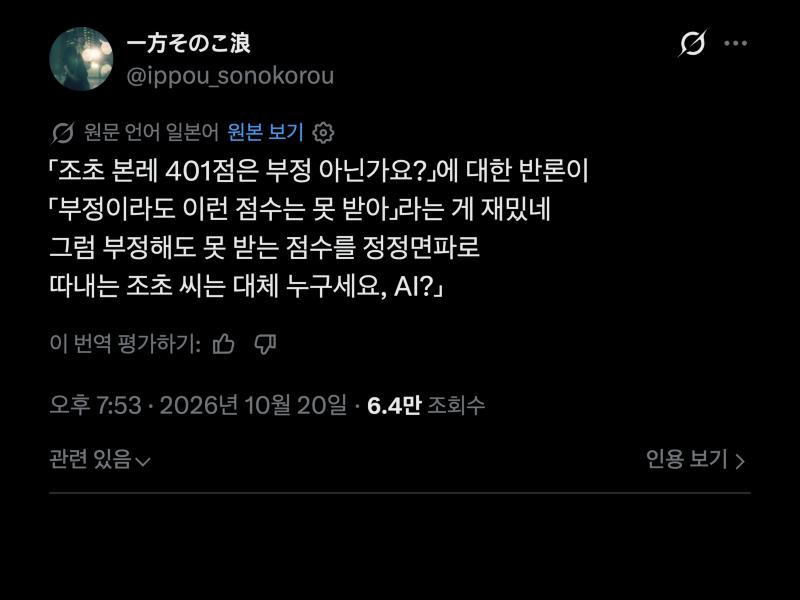 一方そのこ浪
@ippou_sonokorou
원문 언어 일본어 원본 보기
「조초 본레 401점은 부정 아닌가요?」에 대한 반론이
「부정이라도 이런 점수는 못 받아」라는 게 재밌네
그럼 부정해도 못 받는 점수를 정정면파로
따내는 조초 씨는 대체 누구세요, AI?」
이 번역 평가하기:
오후 7:53 · 2026년 10월 20일 · 6.4만 조회수
관련 있음
인용 보기